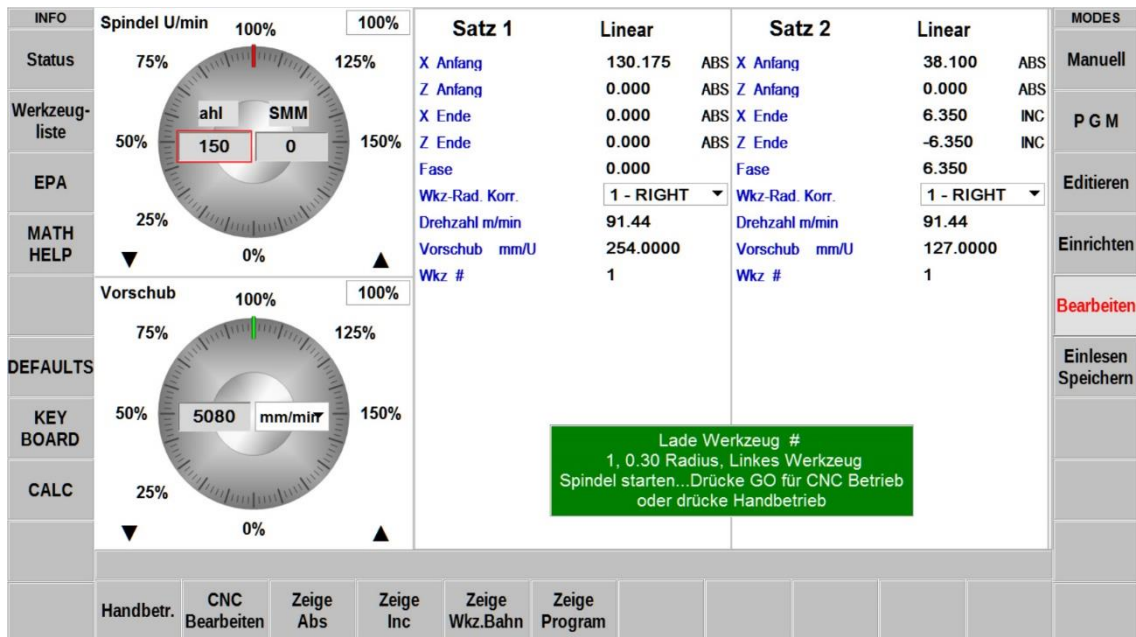 INFO
Status
Werkzeug-
liste
EPA
MATH
HELP
DEFAULTS
KEY
BOARD
CALC
Spindel U/min
100%
100%
75%
125%
ahl
SMM
50%
150
0
150%
25%
0%
▼
▲
Vorschub
100%
100%
75%
125%
50%
5080
mm/min
150%
25%
0%
▼
▲
Satz 1 Linear
X Anfang 130.175 ABS
Z Anfang 0.000 ABS
X Ende 0.000 ABS
Z Ende 0.000 ABS
Fase 0.000
Wkz-Rad. Korr. 1 - RIGHT
Drehzahl m/min 91.44
Vorschub mm/U 254.0000
Wkz # 1
Satz 2 Linear
X Anfang 38.100 ABS
Z Anfang 0.000 ABS
X Ende 6.350 INC
Z Ende -6.350 INC
Fase 6.350
Wkz-Rad. Korr. 1 - RIGHT
Drehzahl m/min 91.44
Vorschub mm/U 127.0000
Wkz # 1
Lade Werkzeug #
1, 0.30 Radius, Linkes Werkzeug
Spindel starten...Drücke GO für CNC Betrieb
oder drücke Handbetrieb
MODES
Manuell
P G M
Editieren
Einrichten
Bearbeiten
Einlesen
Speichern
Handbetr.
CNC
Bearbeiten
Zeige
Abs
Zeige
Inc
Zeige
Wkz.Bahn
Zeige
Program